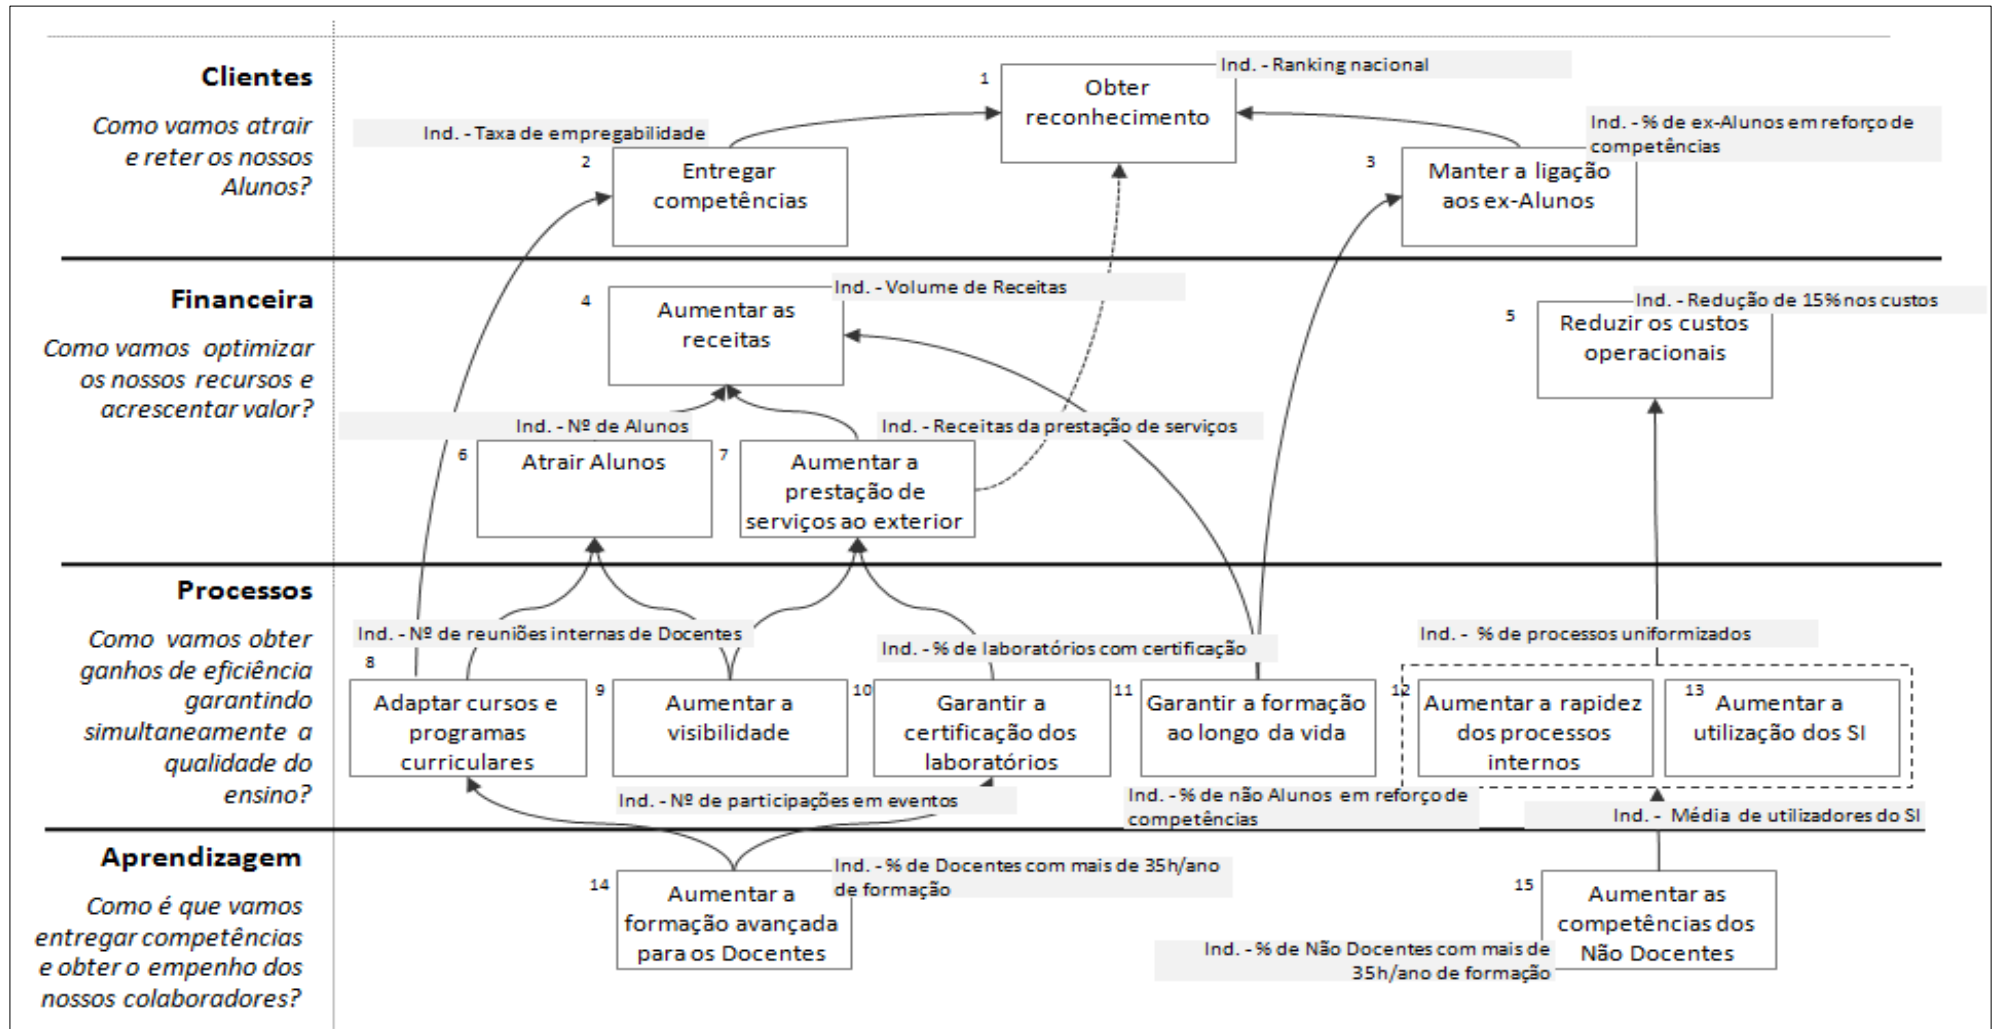 Clientes
Como vamos atrair
e reter os nossos
Alunos?
Ind. - Ranking nacional
1
Obter
reconhecimento
Ind. - Taxa de empregabilidade
2
Entregar
competências
Ind. - % de ex-Alunos em reforço de
competências
3
Manter a ligação
aos ex-Alunos
Financeira
Como vamos optimizar
os nossos recursos e
acrescentar valor?
Ind. - Volume de Receitas
4
Aumentar as
receitas
Ind. - Redução de 15% nos custos
5
Reduzir os custos
operacionais
Ind. - Nº de Alunos
6
Atrair Alunos
Ind. - Receitas da prestação de serviços
7
Aumentar a
prestação de
serviços ao exterior
Processos
Como vamos obter
ganhos de eficiência
garantindo
simultaneamente a
qualidade do
ensino?
Ind. - Nº de reuniões internas de Docentes
8
Adaptar cursos e
programas
curriculares
9
Aumentar a
visibilidade
Ind. - Nº de participações em eventos
Ind. - % de laboratórios com certificação
10
Garantir a
certificação dos
laboratórios
11
Garantir a formação
ao longo da vida
Ind. - % de não Alunos em reforço de
competências
Ind. - % de processos uniformizados
12
Aumentar a rapidez
dos processos
internos
13
Aumentar a
utilização dos SI
Ind. - Média de utilizadores do SI
Aprendizagem
Como é que vamos
entregar competências
e obter o empenho dos
nossos colaboradores?
Ind. - % de Docentes com mais de 35h/ano
de formação
14
Aumentar a
formação avançada
para os Docentes
15
Aumentar as
competências dos
Não Docentes
Ind. - % de Não Docentes com mais de
35h/ano de formação